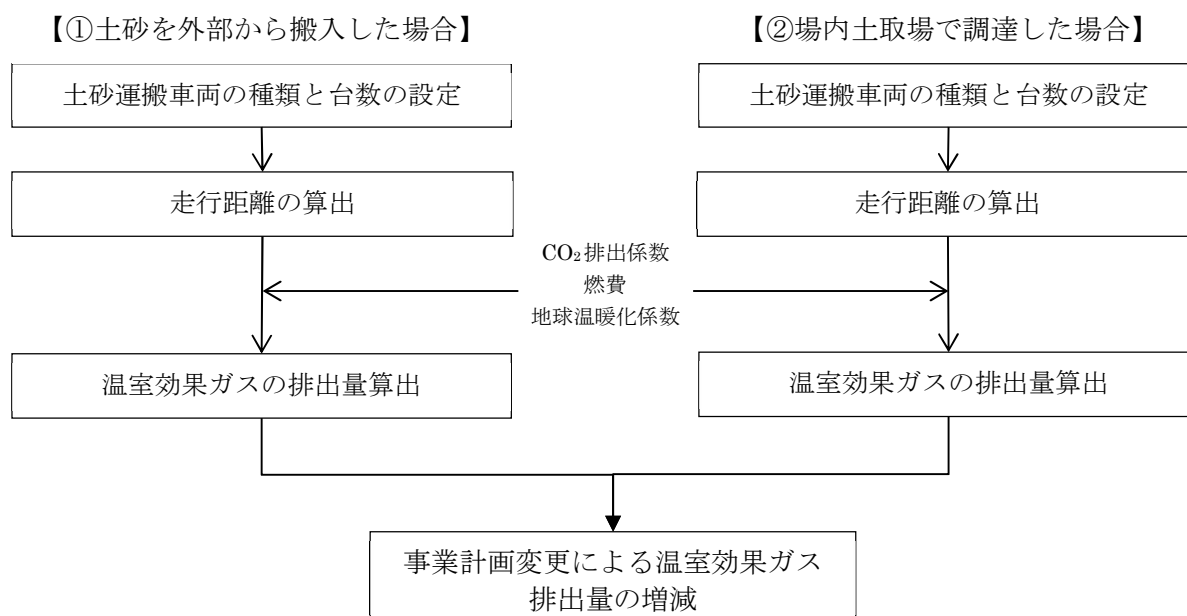 【①土砂を外部から搬入した場合】
【②場内土取場で調達した場合】
土砂運搬車両の種類と台数の設定
土砂運搬車両の種類と台数の設定
走行距離の算出
走行距離の算出
CO₂排出係数
燃費
地球温暖化係数
温室効果ガスの排出量算出
温室効果ガスの排出量算出
事業計画変更による温室効果ガス
排出量の増減